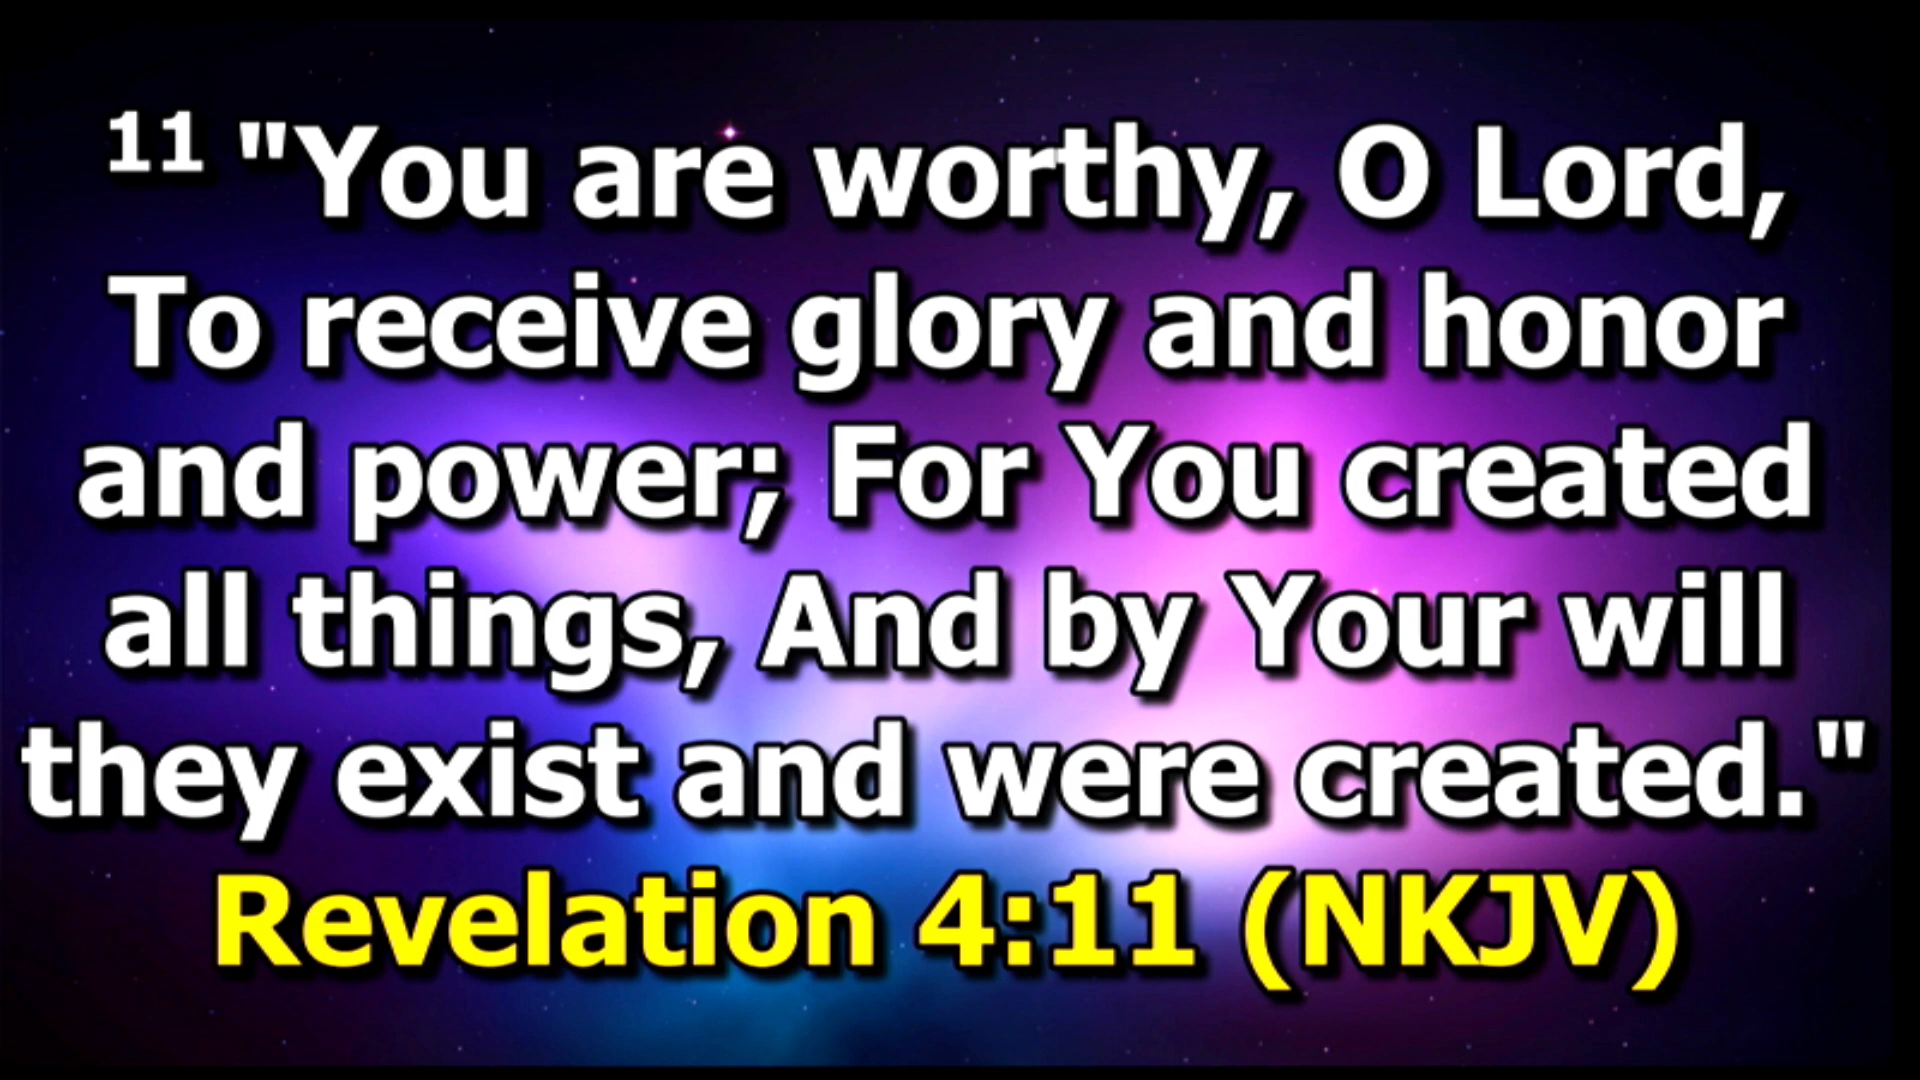 11 "You are worthy, O Lord,
To receive glory and honor
and power; For You created
all things, And by Your will
they exist and were created."
Revelation 4:11 (NKJV)